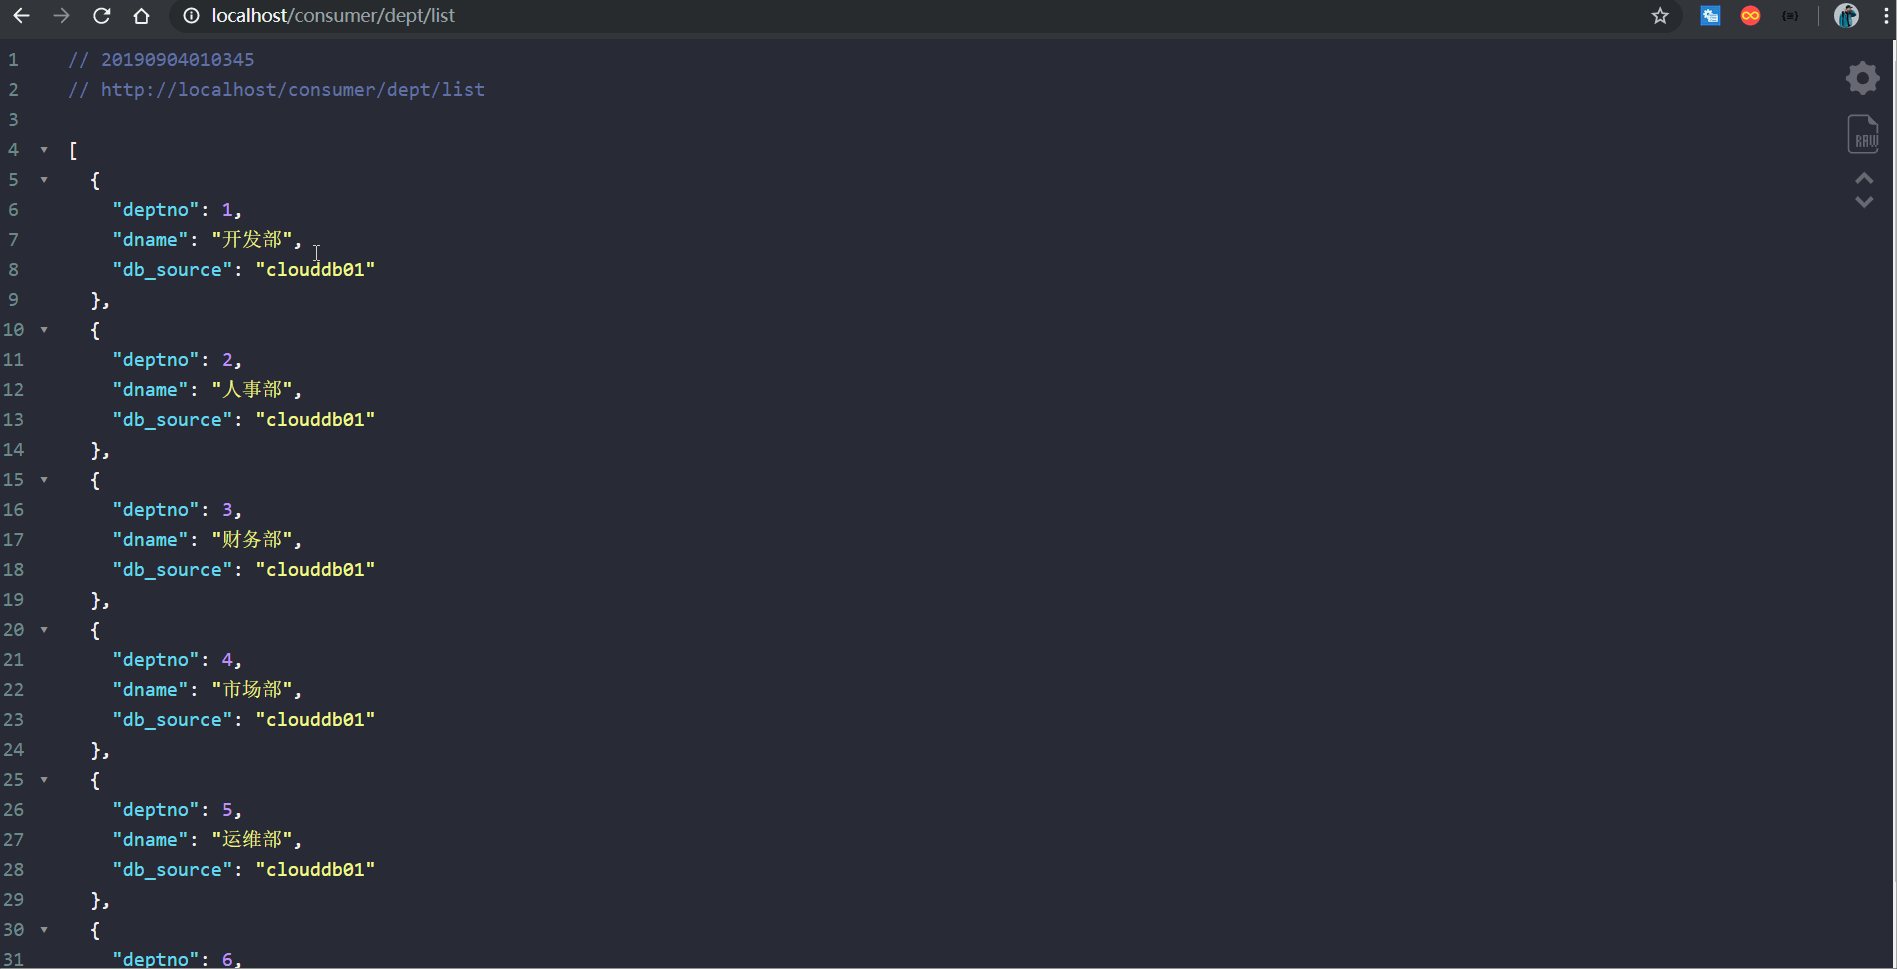 localhost/consumer/dept/list
1 // 20190904010345
2 // http://localhost/consumer/dept/list
3
4 [
5 {
6 "deptno": 1,
7 "dname": "开发部",
8 "db_source": "clouddb01"
9 },
10 {
11 "deptno": 2,
12 "dname": "人事部",
13 "db_source": "clouddb01"
14 },
15 {
16 "deptno": 3,
17 "dname": "财务部",
18 "db_source": "clouddb01"
19 },
20 {
21 "deptno": 4,
22 "dname": "市场部",
23 "db_source": "clouddb01"
24 },
25 {
26 "deptno": 5,
27 "dname": "运维部",
28 "db_source": "clouddb01"
29 },
30 {
31 "deptno": 6,
RAW